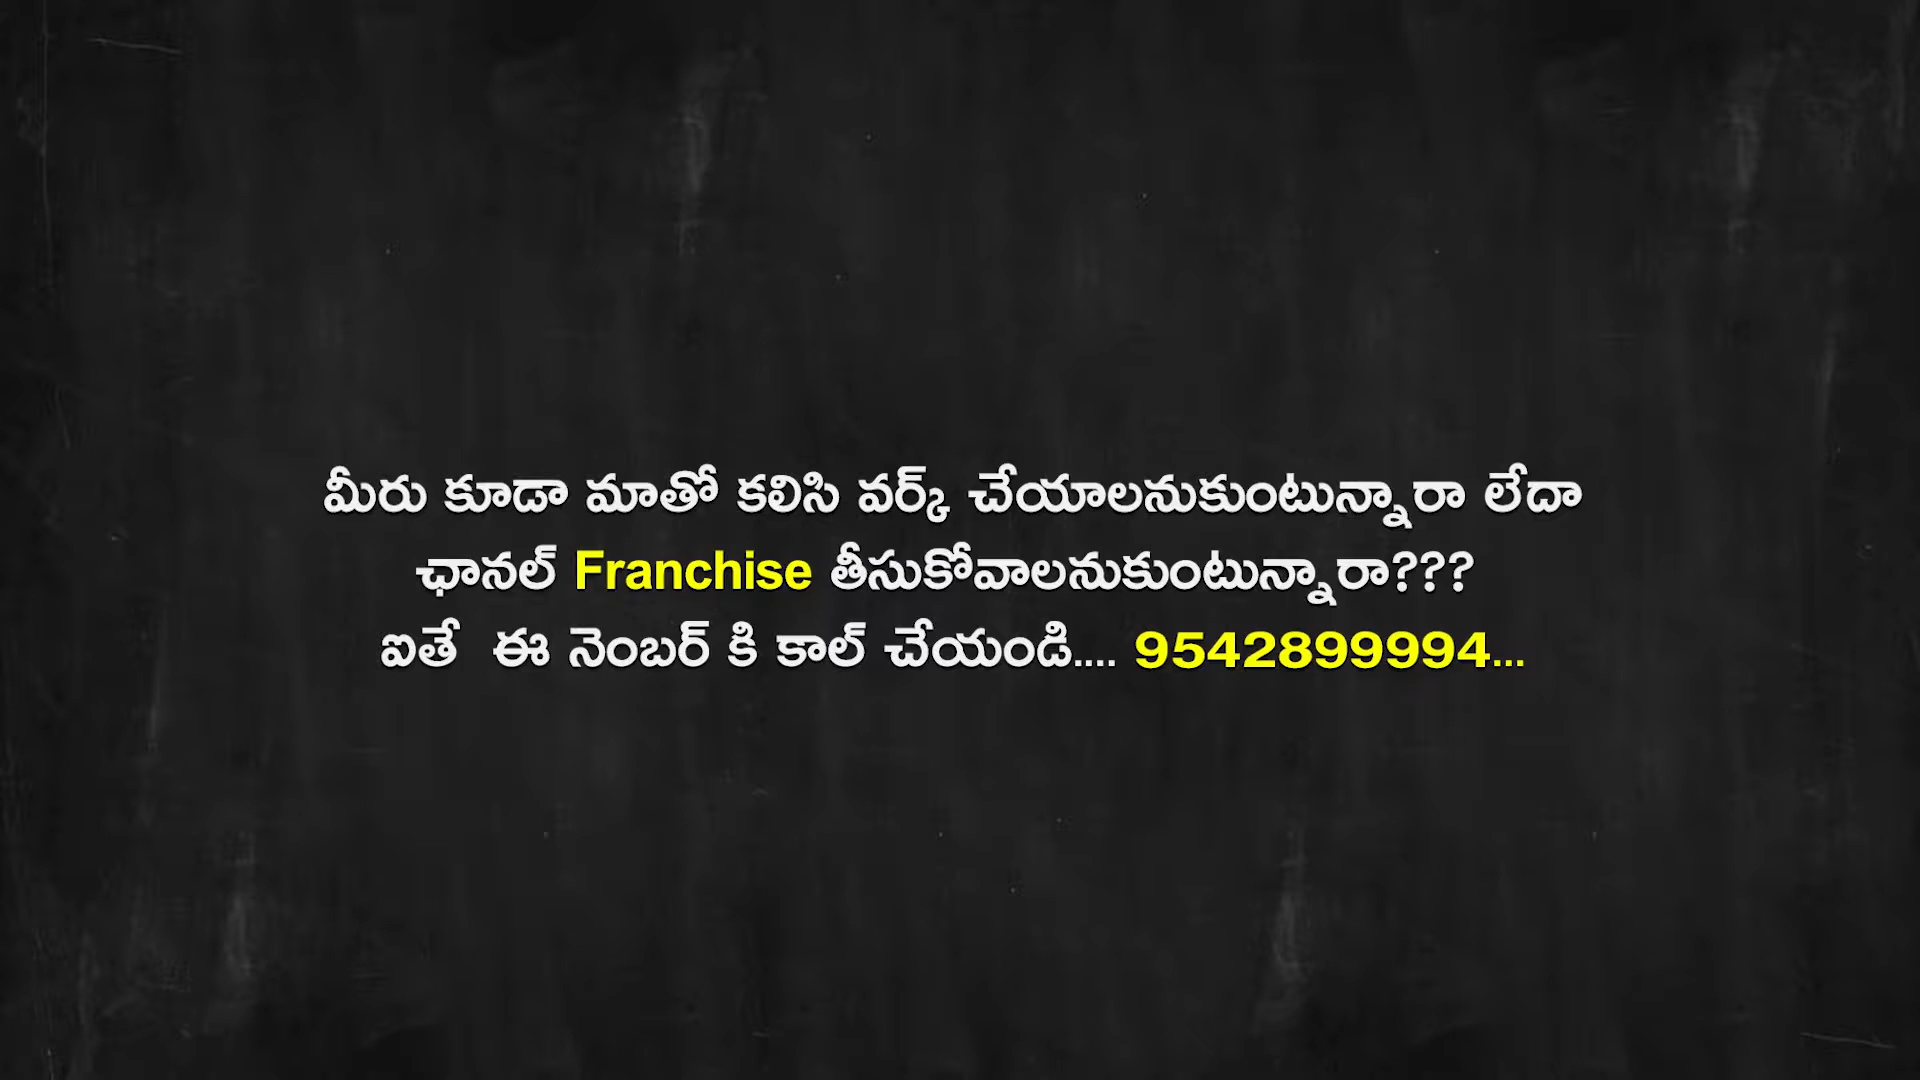 మీరు కూడా మాతో కలిసి వర్క్ చేయాలనుకుంటున్నారా లేదా
ఛానల్ Franchise తీసుకోవాలనుకుంటున్నారా???
ఐతే ఈ నెంబర్ కి కాల్ చేయండి.... 9542899994...